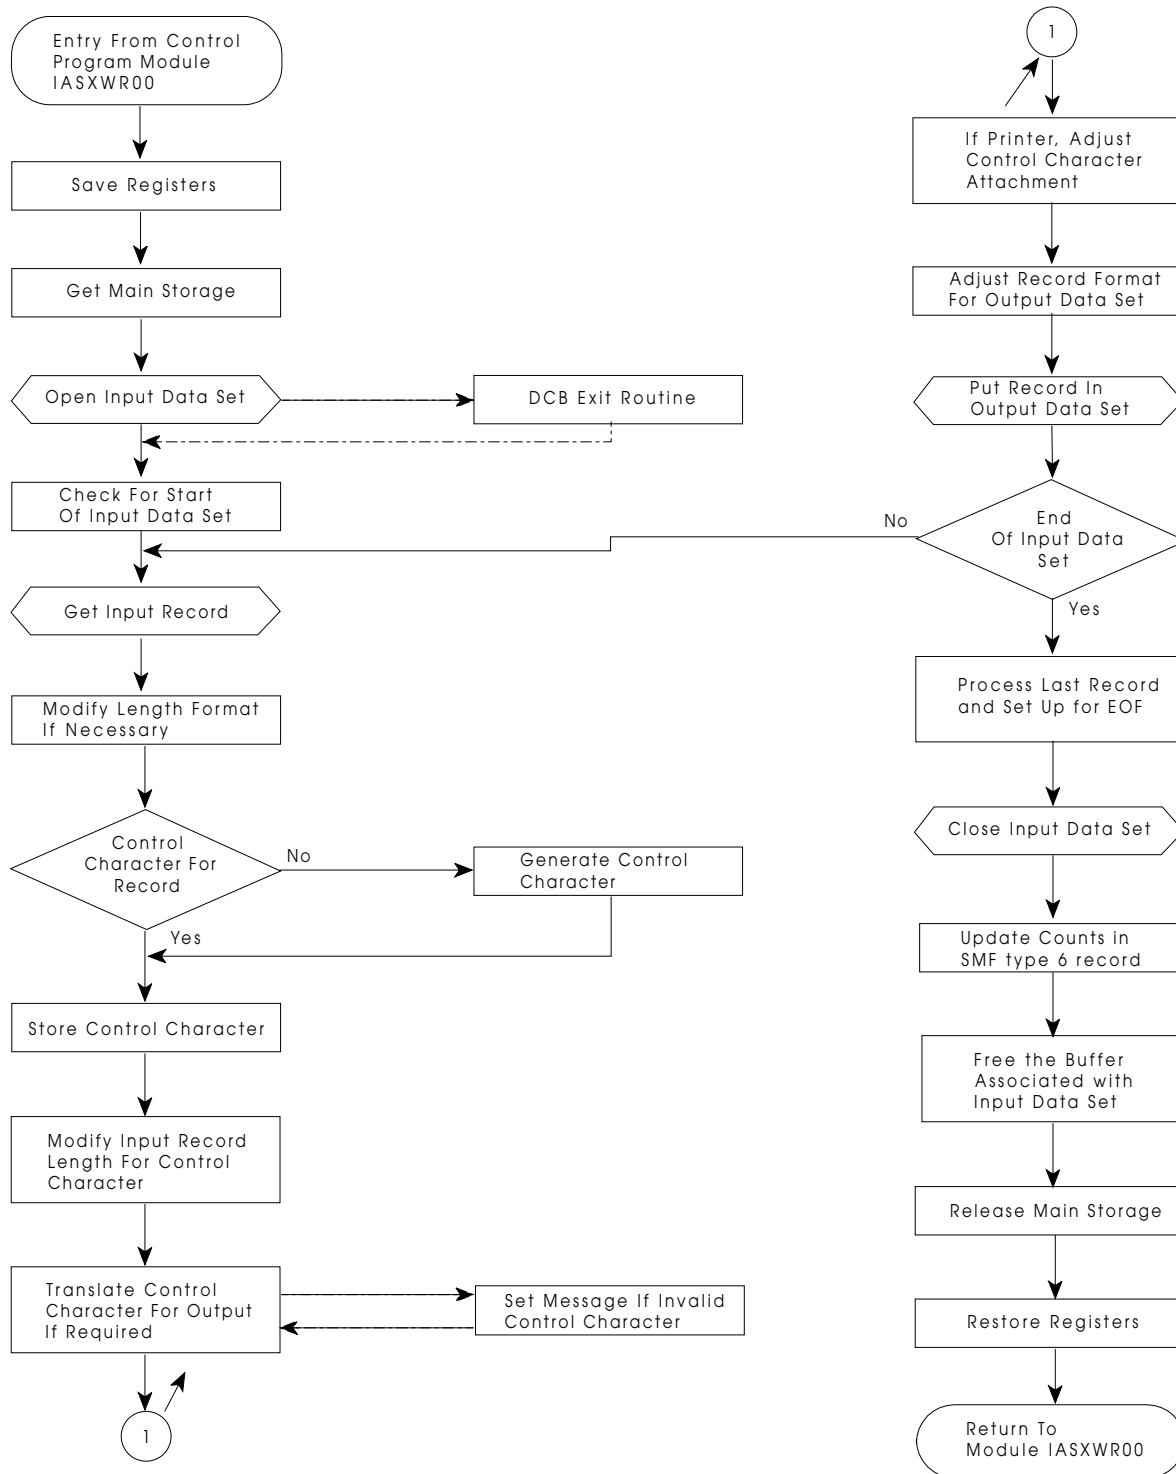 Entry From Control
Program Module
IASXWR00
Save Registers
Get Main Storage
Open Input Data Set
DCB Exit Routine
Check For Start
Of Input Data Set
Get Input Record
Modify Length Format
If Necessary
Control
Character For
Record
No
Generate Control
Character
Yes
Store Control Character
Modify Input Record
Length For Control
Character
Translate Control
Character For Output
If Required
Set Message If Invalid
Control Character
1
1
If Printer, Adjust
Control Character
Attachment
Adjust Record Format
For Output Data Set
Put Record In
Output Data Set
End
Of Input Data
Set
No
Yes
Process Last Record
and Set Up for EOF
Close Input Data Set
Update Counts in
SMF type 6 record
Free the Buffer
Associated with
Input Data Set
Release Main Storage
Restore Registers
Return To
Module IASXWR00